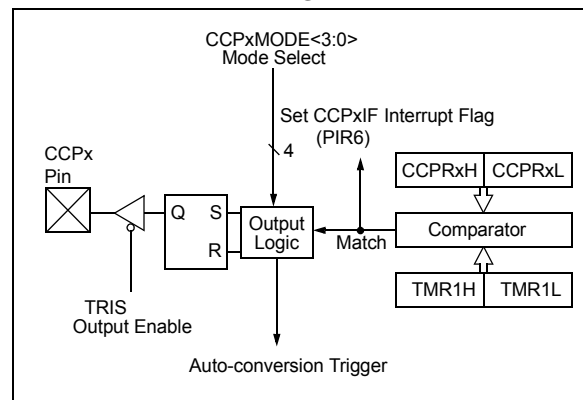 CCPxMODE<3:0>
Mode Select
Set CCPxIF Interrupt Flag
(PIR6)
4
CCPx
Pin
CCPRxH CCPRxL
Q S
R
Output
Logic
Match
Comparator
TMR1H TMR1L
TRIS
Output Enable
Auto-conversion Trigger